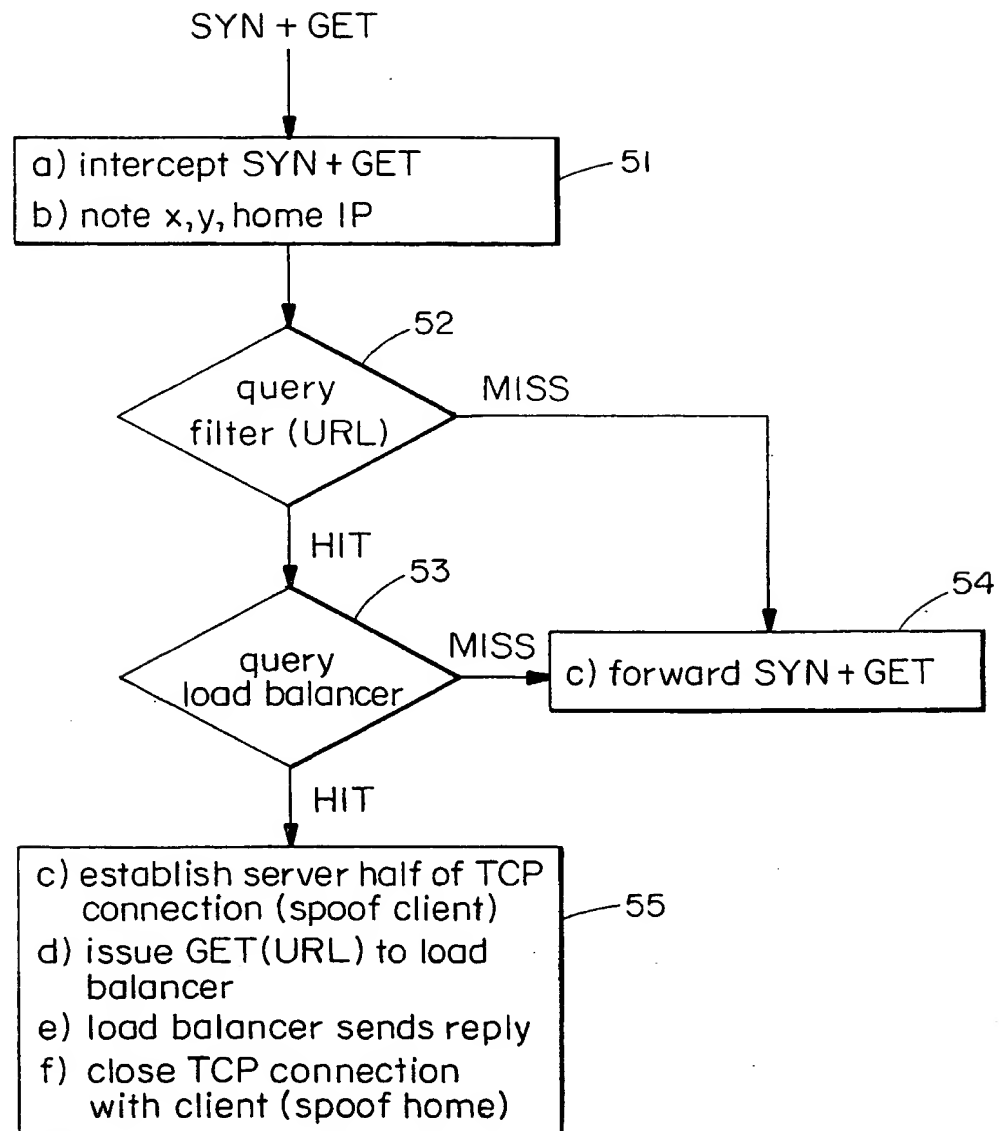 SYN + GET
a) intercept SYN + GET
51
b) note x,y, home IP
52
query
filter (URL)
MISS
HIT
53
query
load balancer
MISS
54
c) forward SYN + GET
HIT
c) establish server half of TCP
connection (spoof client)
55
d) issue GET(URL) to load
balancer
e) load balancer sends reply
f) close TCP connection
with client (spoof home)